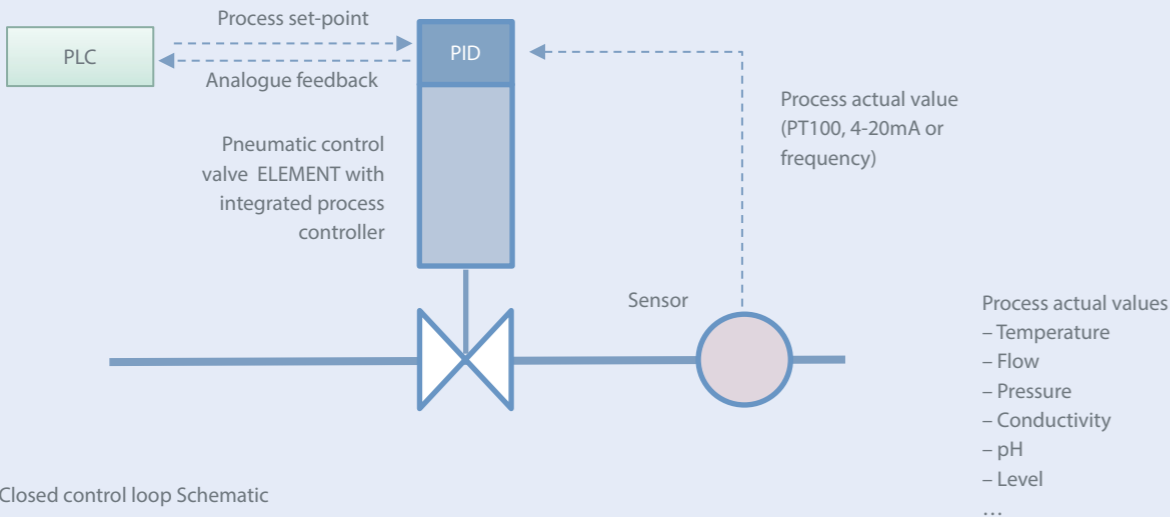 Process set-point
PLC
PID
Analogue feedback
Process actual value
(PT100, 4-20mA or
frequency)
Pneumatic control
valve ELEMENT with
integrated process
controller
Sensor
Process actual values
– Temperature
– Flow
– Pressure
– Conductivity
– pH
– Level
…
Closed control loop Schematic